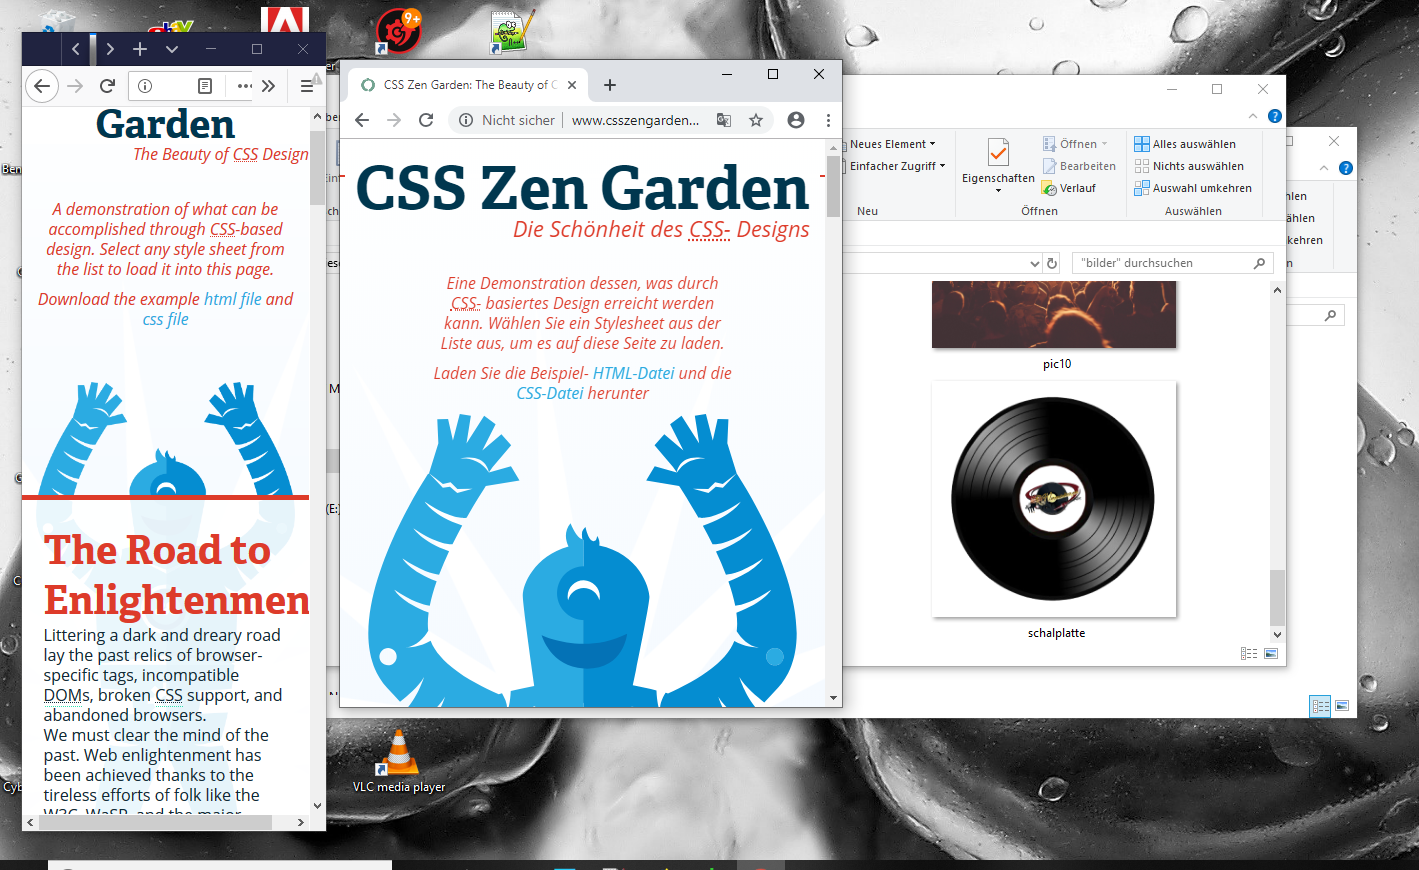 9+
Garden
The Beauty of CSS Design
A demonstration of what can be
accomplished through CSS-based
design. Select any style sheet from
the list to load it into this page.
Download the example html file and
css file
The Road to
Enlightenmen
Littering a dark and dreary road
lay the past relics of browser-
specific tags, incompatible
DOMs, broken CSS support, and
abandoned browsers.
We must clear the mind of the
past. Web enlightenment has
been achieved thanks to the
tireless efforts of folk like the
W3C, WaSP, and the major
CSS Zen Garden: The Beauty of C
Nicht sicher | www.csszengarden...
CSS Zen Garden
Die Schönheit des CSS- Designs
Eine Demonstration dessen, was durch
CSS- basiertes Design erreicht werden
kann. Wählen Sie ein Stylesheet aus der
Liste aus, um es auf diese Seite zu laden.
Laden Sie die Beispiel- HTML-Datei und die
CSS-Datei herunter
Neues Element
Einfacher Zugriff
Neu
Eigenschaften
Öffnen
Bearbeiten
Verlauf
Öffnen
Alles auswählen
Nichts auswählen
Auswahl umkehren
Auswählen
"bilder" durchsuchen
pic10
schalplatte
(E:)
VLC media player